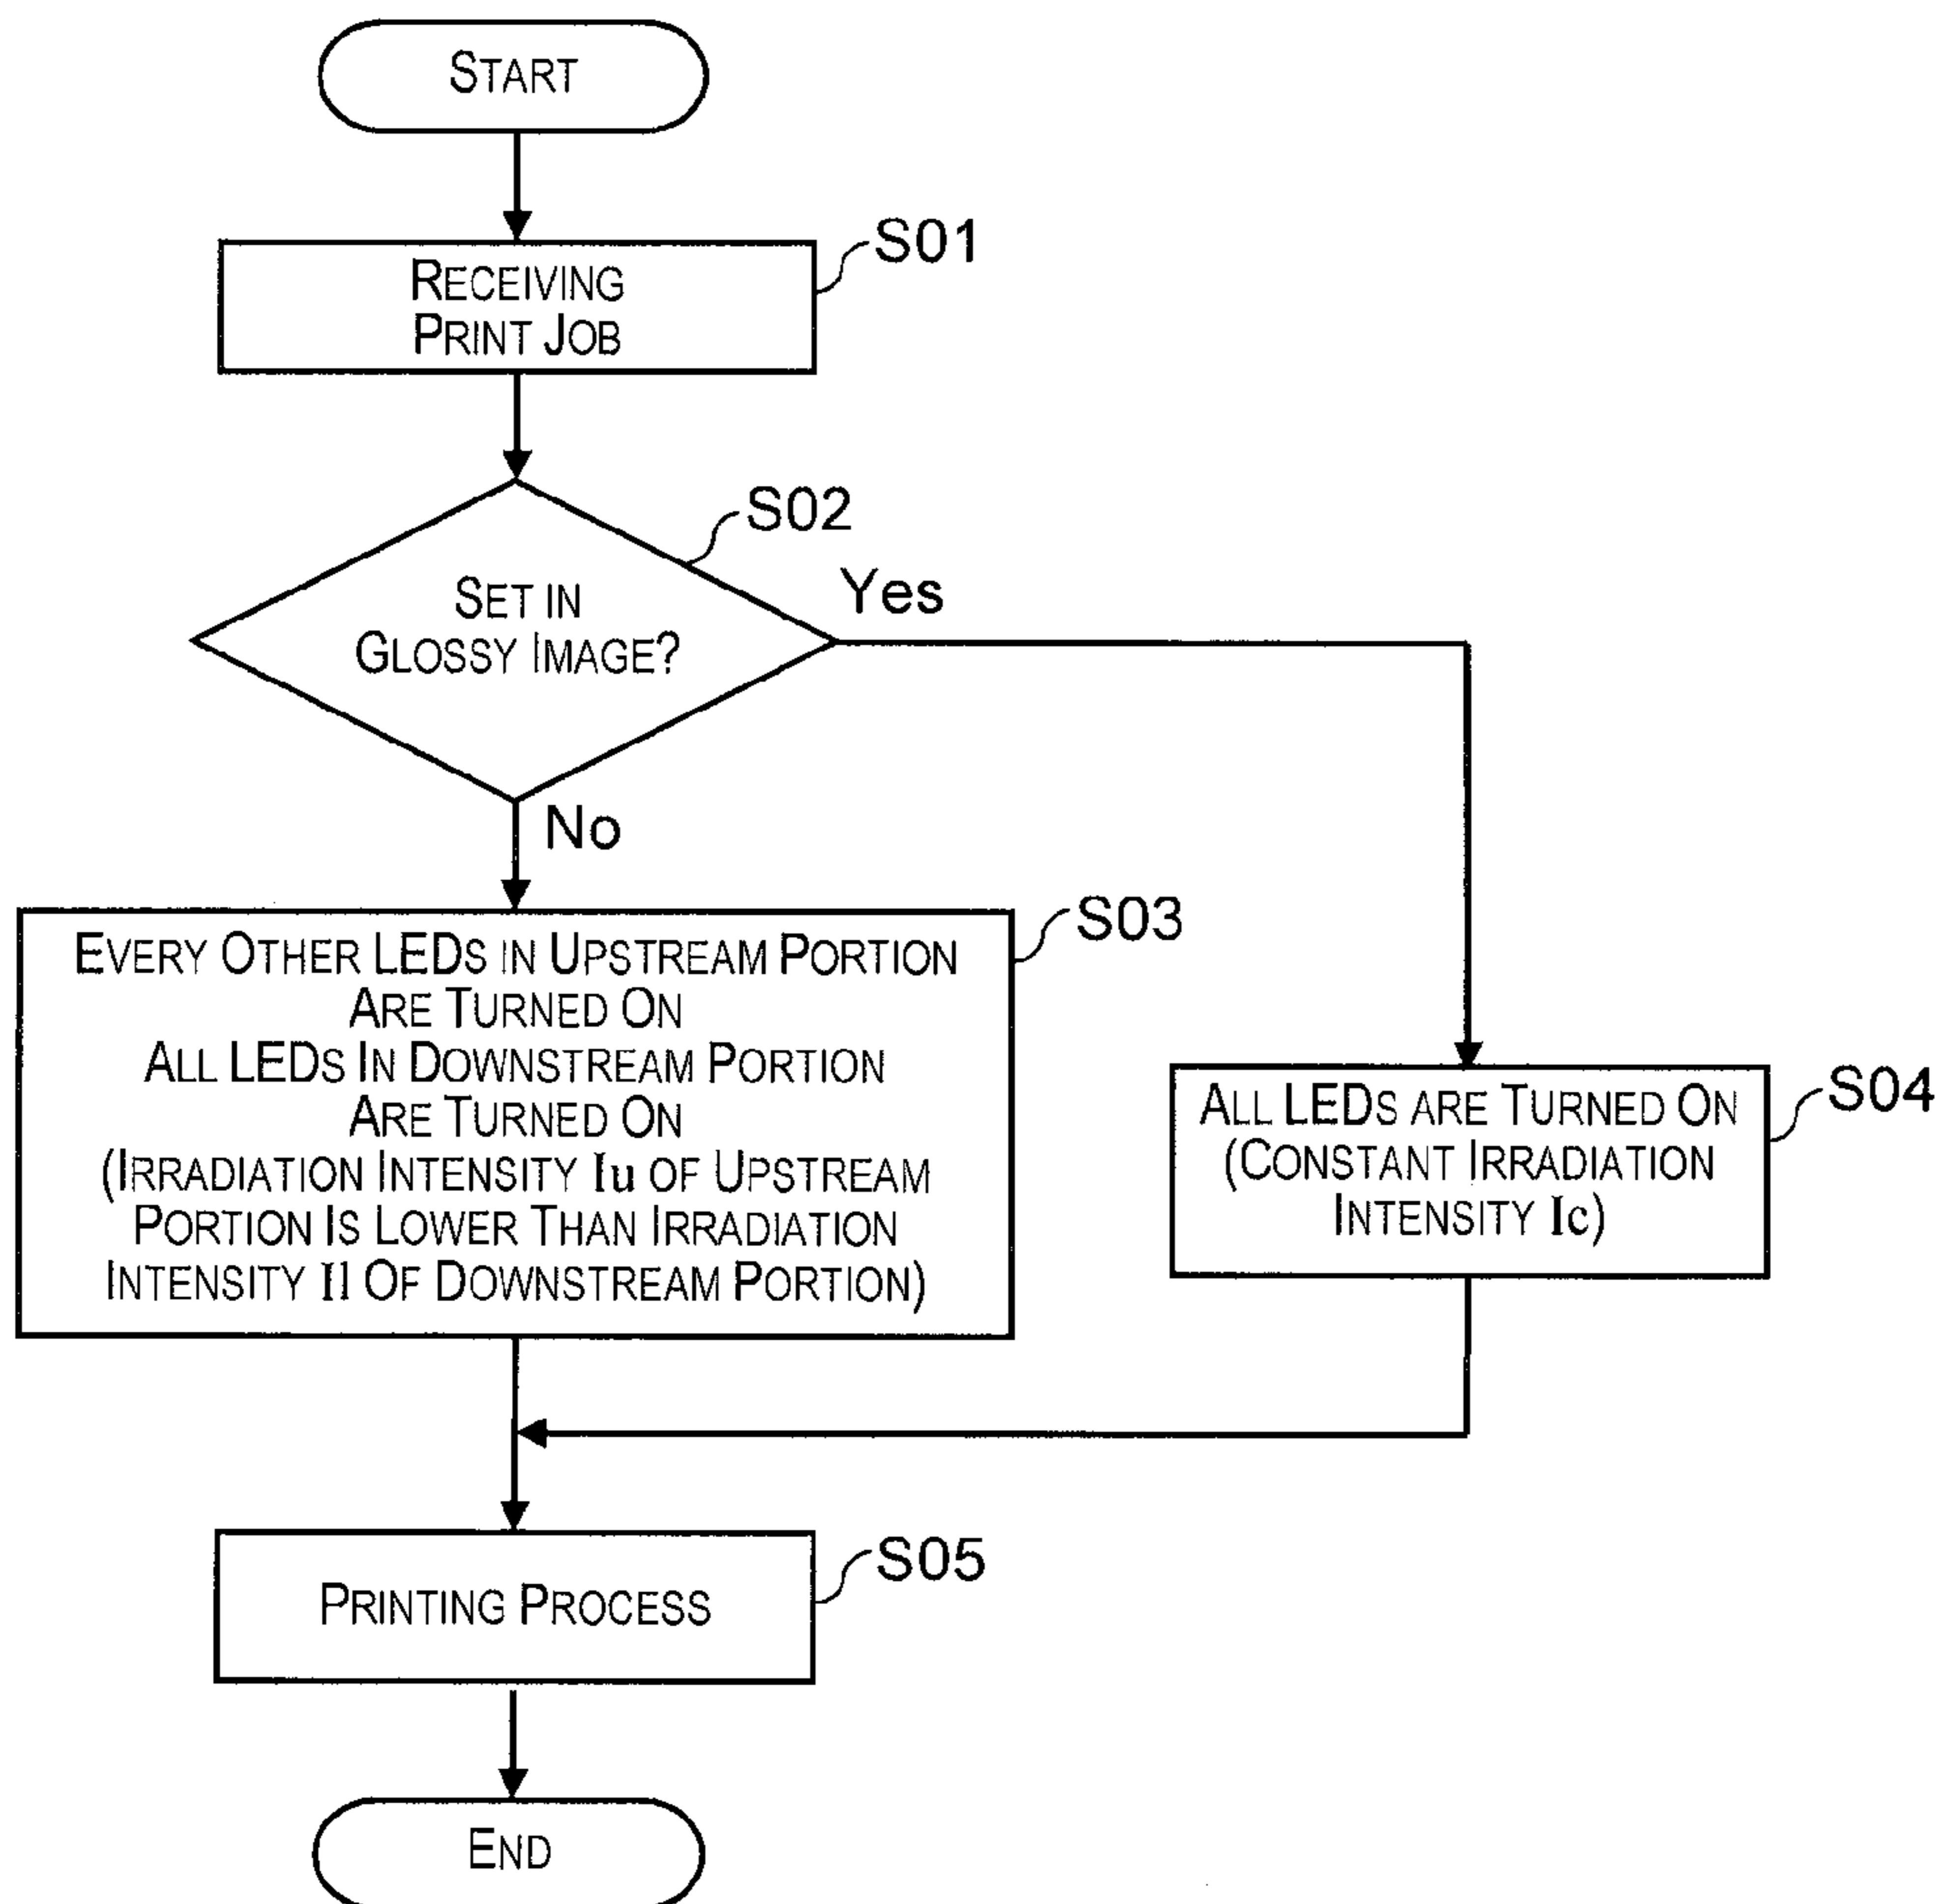 START
S01
RECEIVING
PRINT JOB
S02
SET IN
GLOSSY IMAGE?
Yes
No
S03
EVERY OTHER LEDS IN UPSTREAM PORTION
ARE TURNED ON
ALL LEDS IN DOWNSTREAM PORTION
ARE TURNED ON
(IRRADIATION INTENSITY Iu OF UPSTREAM
PORTION IS LOWER THAN IRRADIATION
INTENSITY Il OF DOWNSTREAM PORTION)
S04
ALL LEDS ARE TURNED ON
(CONSTANT IRRADIATION
INTENSITY Ic)
S05
PRINTING PROCESS
END